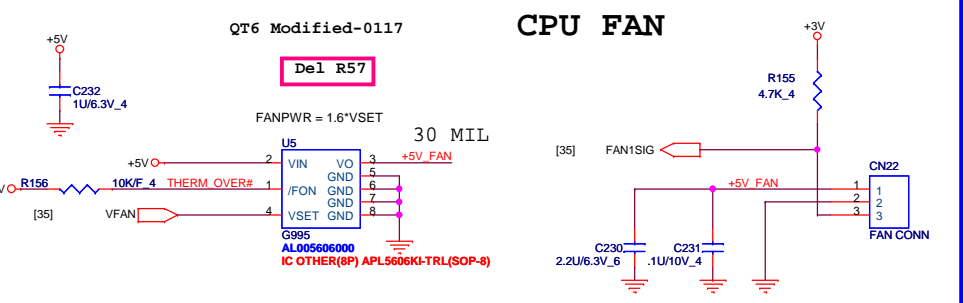 QT6 Modified-0117
CPU FAN
+5V
Del R57
C232
1U/6.3V_4
FANPWR = 1.6*VSET
30 MIL
U5
+5V
2 VIN VO 3 +5V_FAN
GND 5
R156 10K/F_4 THERM_OVER# 1 /FON GND 6
GND 7
[35] VFAN 4 VSET GND 8
G995
AL005606000
IC OTHER(8P) APL5606KI-TRL(SOP-8)
+3V
R155
4.7K_4
[35] FAN1SIG
CN22
+5V_FAN 1 1
2 2
3 3
FAN CONN
C230
2.2U/6.3V_6
C231
.1U/10V_4